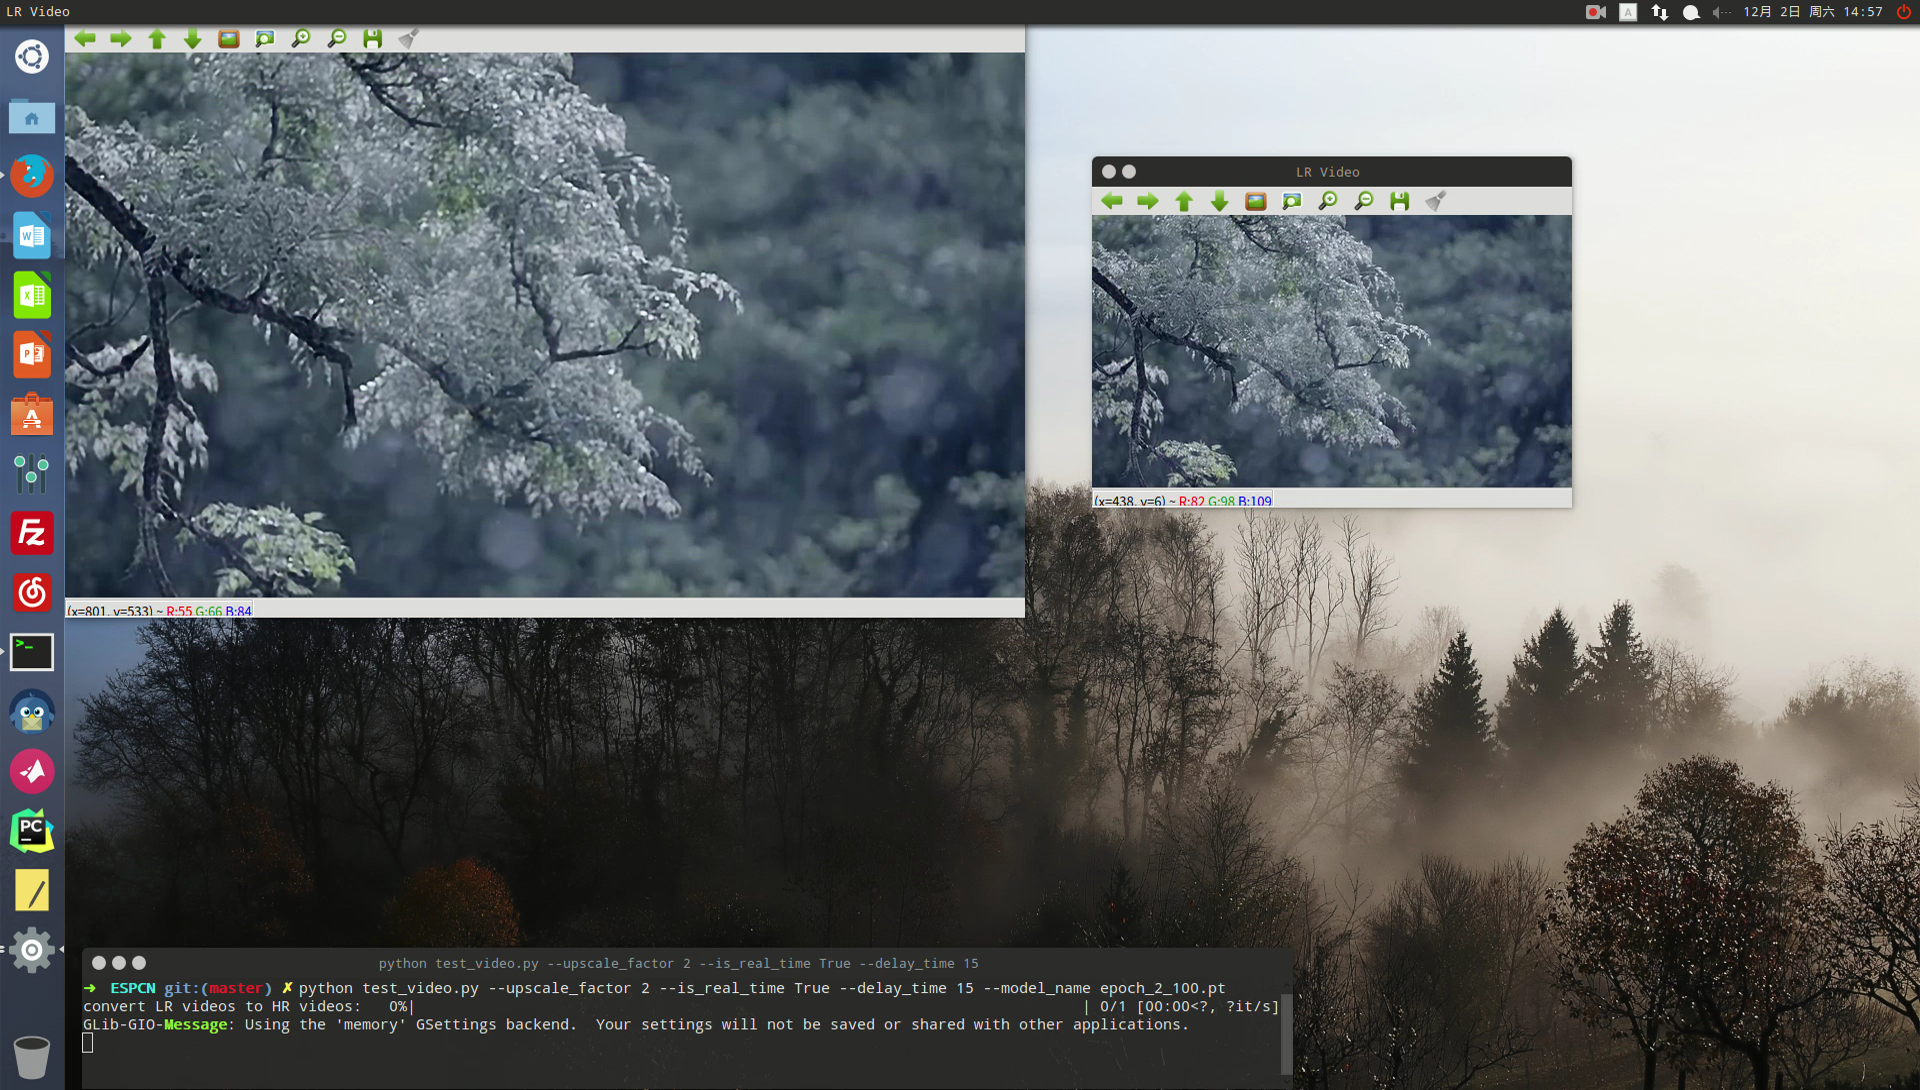 LR Video
A
12月 2日 周六 14:57
LR Video
(x=438, y=6) ~ R:82 G:98 B:109
W
X
P
A
FZ
(x=801, y=533) ~ R:55 G:66 B:84
>_
PC
python test_video.py --upscale_factor 2 --is_real_time True --delay_time 15
➜ ESPCN git:(master) ✗ python test_video.py --upscale_factor 2 --is_real_time True --delay_time 15 --model_name epoch_2_100.pt
convert LR videos to HR videos: 0%| | 0/1 [00:00<?, ?it/s]
GLib-GIO-Message: Using the 'memory' GSettings backend. Your settings will not be saved or shared with other applications.